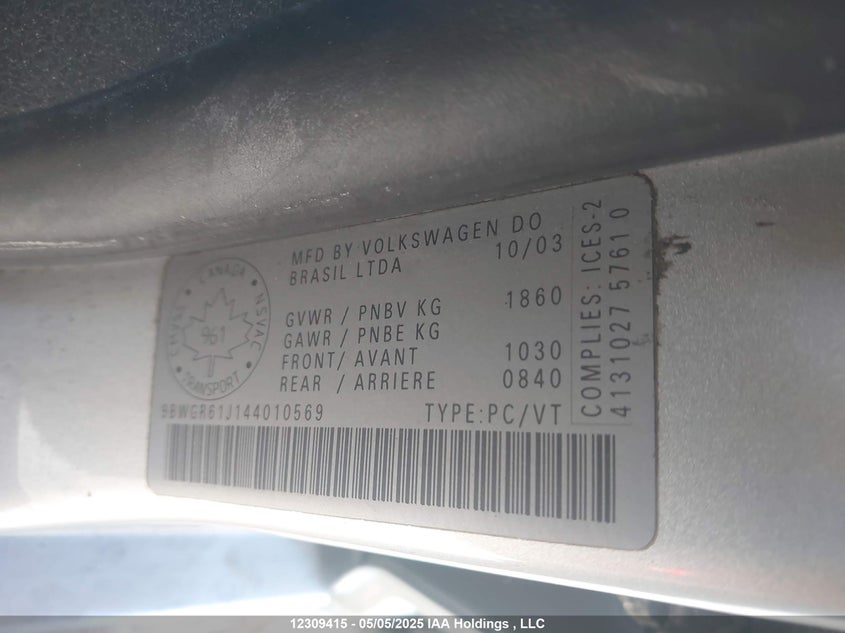 MFD BY VOLKSWAGEN DO
BRASIL LTDA 10/03
GVWR / PNBV KG 1860
GAWR / PNBE KG
FRONT/ AVANT 1030
REAR / ARRIERE 0840
CANADA
NSVAC
TRANSPORT
961
9BWGR61J144010569 TYPE:PC/VT
COMPLIES: ICES-2
4131027 57610
12309415 - 05/05/2025 IAA Holdings , LLC